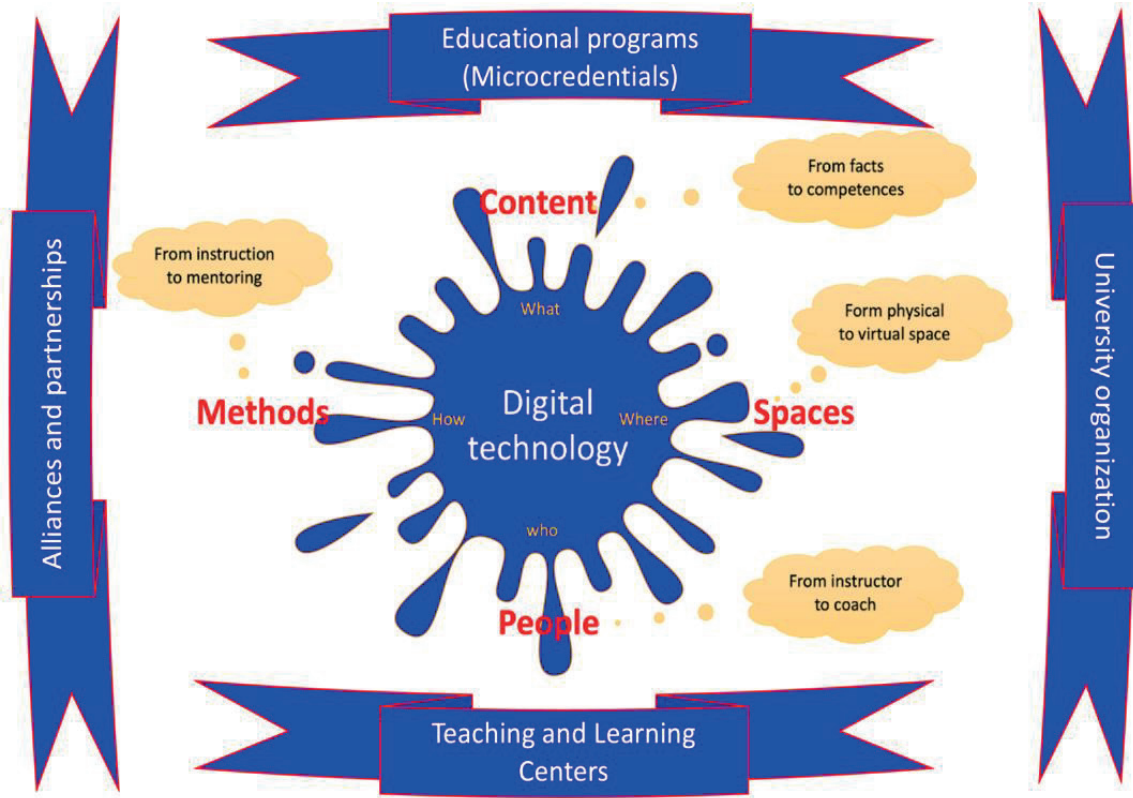 Educational programs
(Microcredentials)
From facts
to competences
Content
From instruction
to mentoring
What
Form physical
to virtual space
Alliances and partnerships
University organization
Methods
How
Digital
technology
Where
Spaces
who
From instructor
to coach
People
Teaching and Learning
Centers